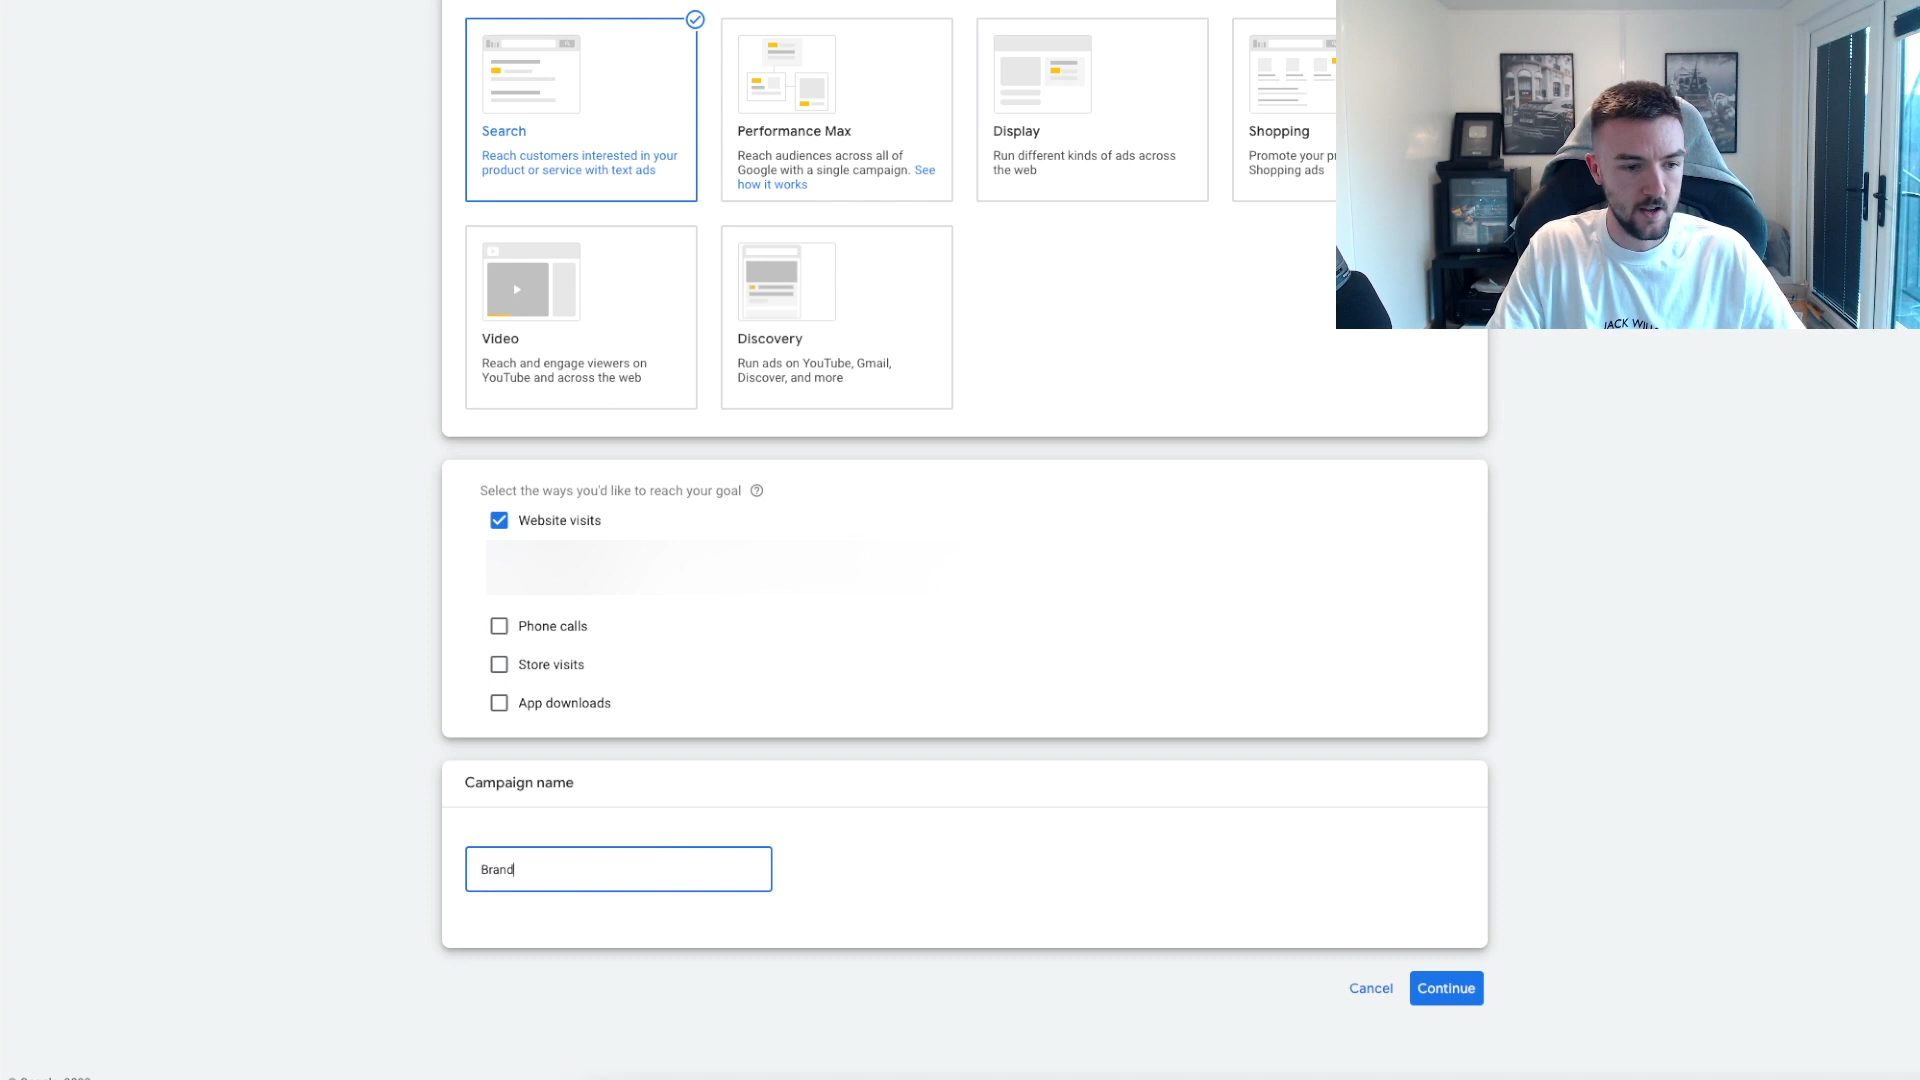 Search
Reach customers interested in your
product or service with text ads
Performance Max
Reach audiences across all of
Google with a single campaign. See
how it works
Display
Run different kinds of ads across
the web
Shopping
Promote your
Shopping ads
Video
Reach and engage viewers on
YouTube and across the web
Discovery
Run ads on YouTube, Gmail,
Discover, and more
JACK
Select the ways you'd like to reach your goal
Website visits
Phone calls
Store visits
App downloads
Campaign name
Brand
Cancel
Continue